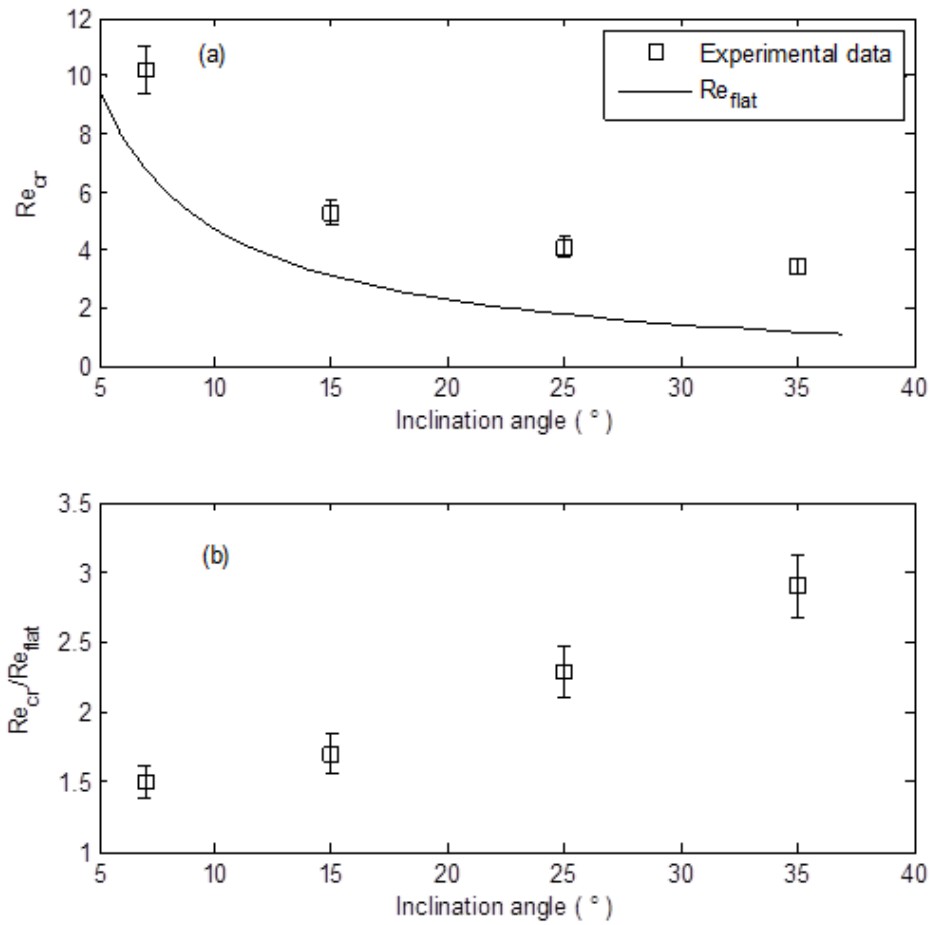 12
10
8
6
4
2
0
Re_cr
(a)
Experimental data
Re_flat
5 10 15 20 25 30 35 40
Inclination angle ( ° )
3.5
3
2.5
2
1.5
1
Re_cr/Re_flat
(b)
5 10 15 20 25 30 35 40
Inclination angle ( ° )